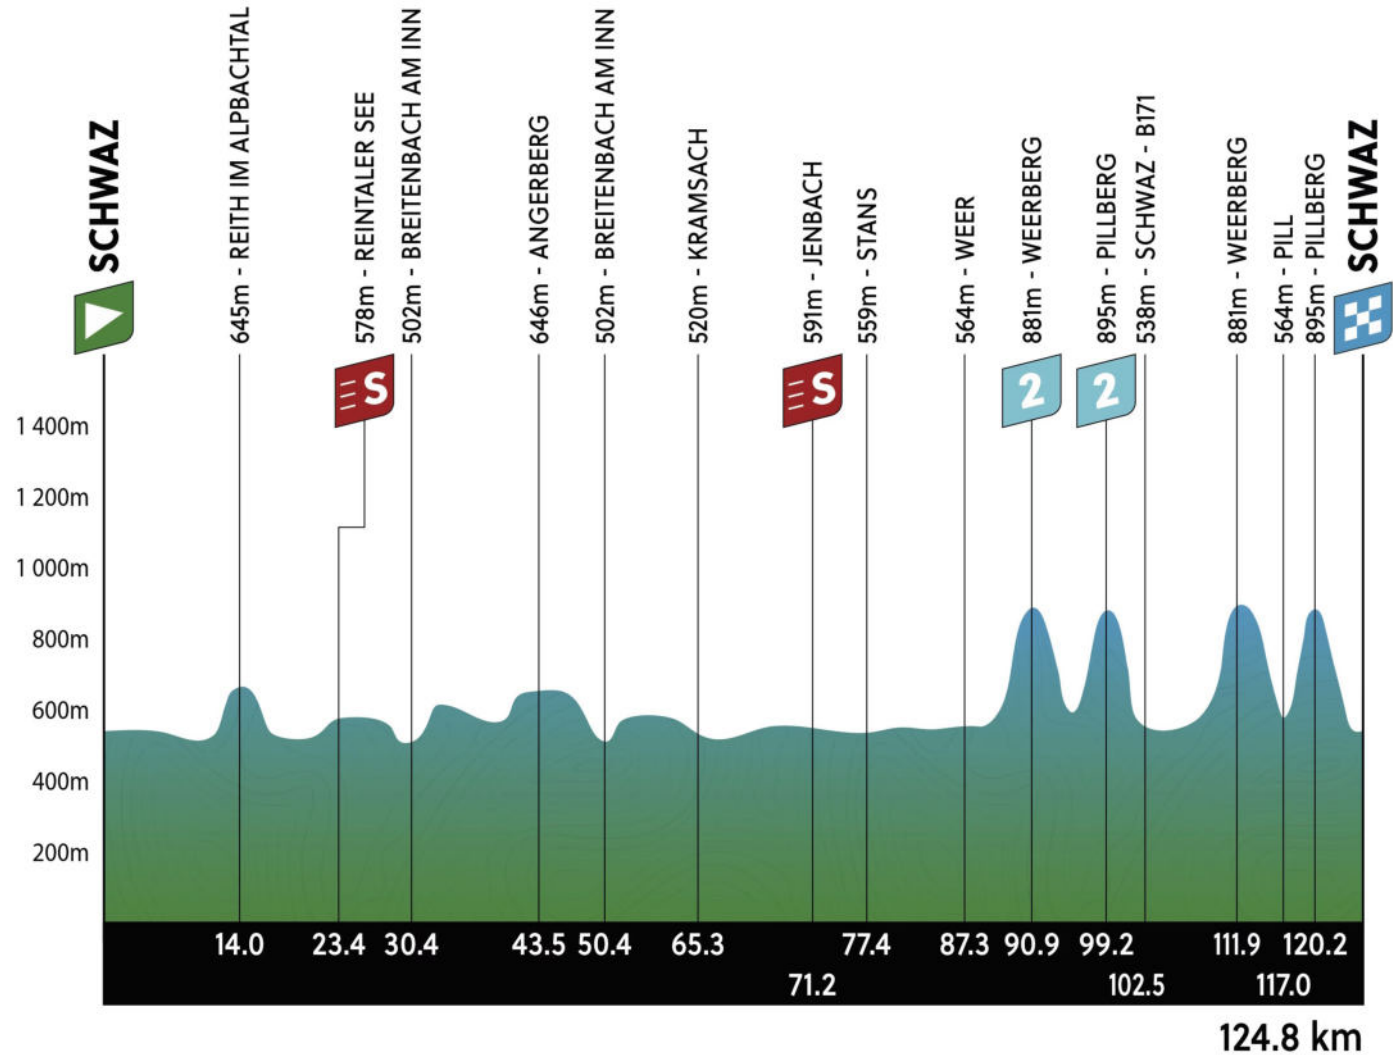 SCHWAZ
645m - REITH IM ALPBACHTAL
578m - REINTALER SEE
502m - BREITENBACH AM INN
646m - ANGERBERG
502m - BREITENBACH AM INN
520m - KRAMSACH
591m - JENBACH
559m - STANS
564m - WEER
881m - WEERBERG
895m - PILLBERG
538m - SCHWAZ - B171
881m - WEERBERG
564m - PILL
895m - PILLBERG
SCHWAZ
S
S
2
2
1 400m
1 200m
1 000m
800m
600m
400m
200m
14.0 23.4 30.4 43.5 50.4 65.3 77.4 87.3 90.9 99.2 111.9 120.2
71.2 102.5 117.0
124.8 km